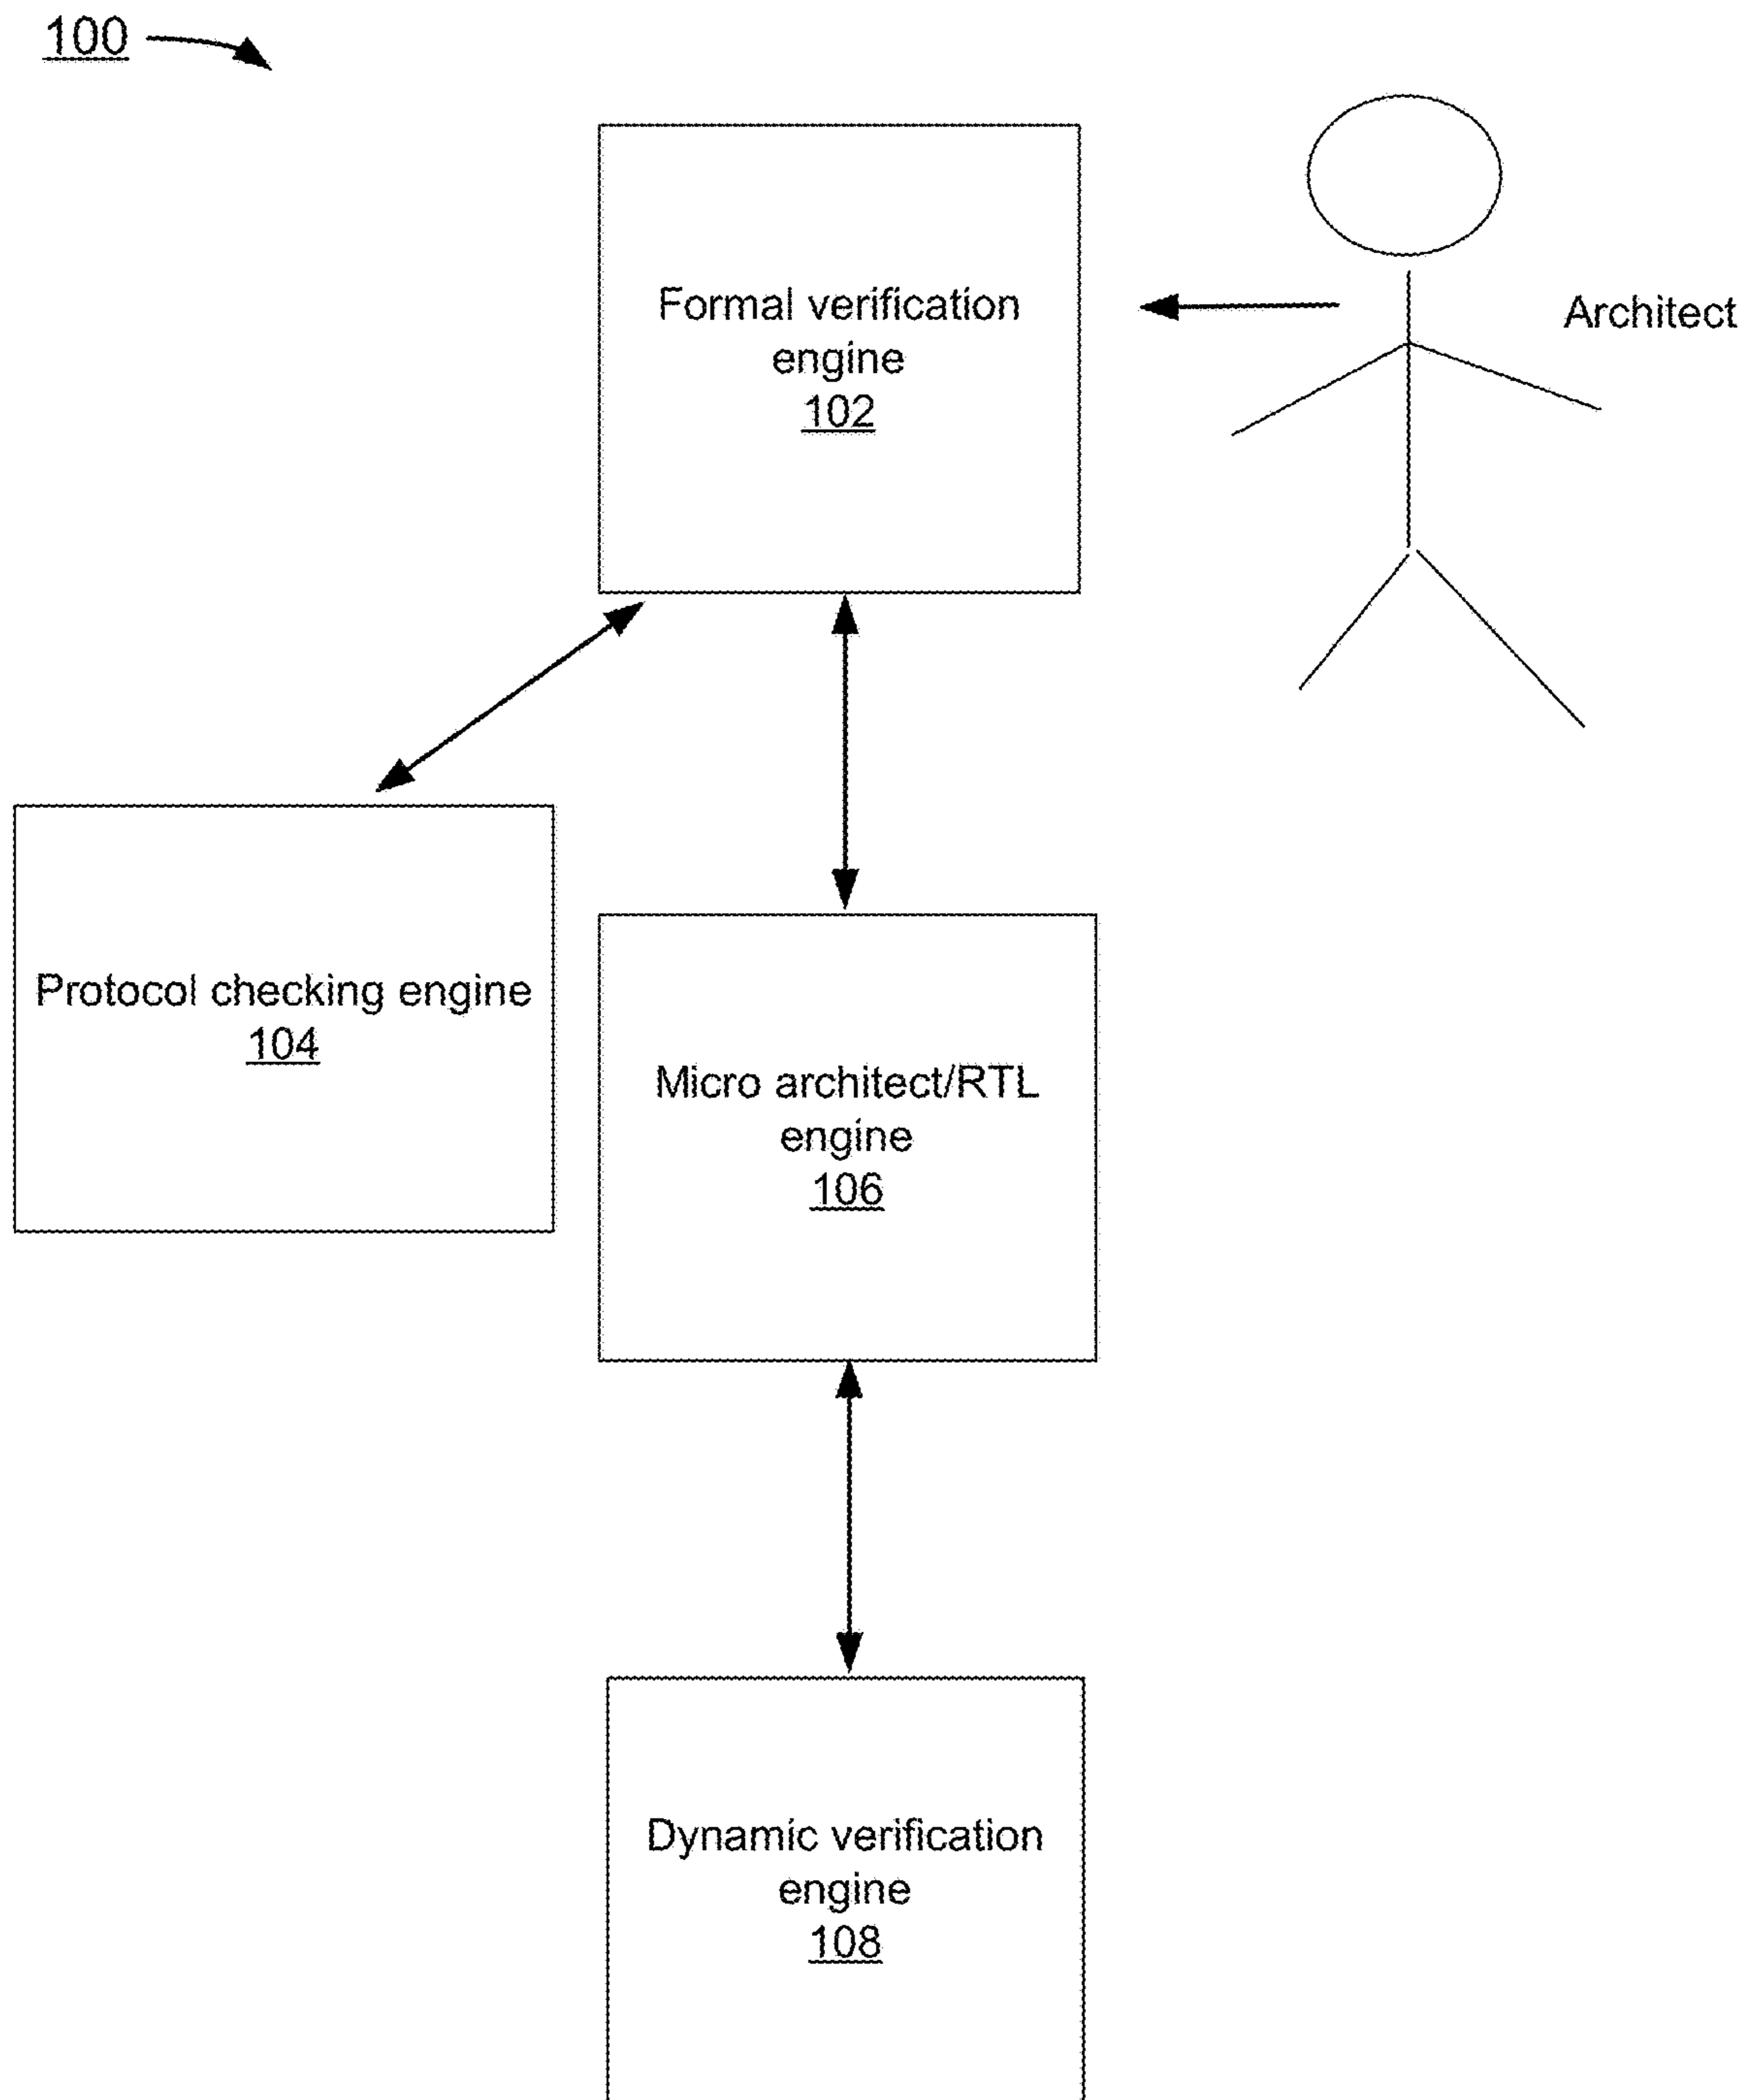 100
Formal verification
engine
102
Architect
Protocol checking engine
104
Micro architect/RTL
engine
106
Dynamic verification
engine
108